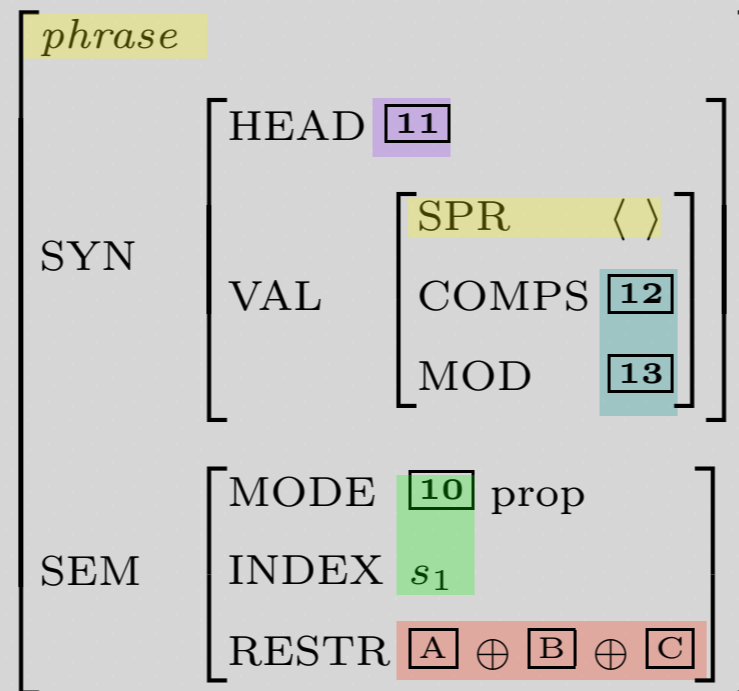 phrase
HEAD 11
SPR ⟨ ⟩
SYN
VAL
COMPS 12
MOD 13
MODE 10 prop
SEM
INDEX s₁
RESTR A ⊕ B ⊕ C